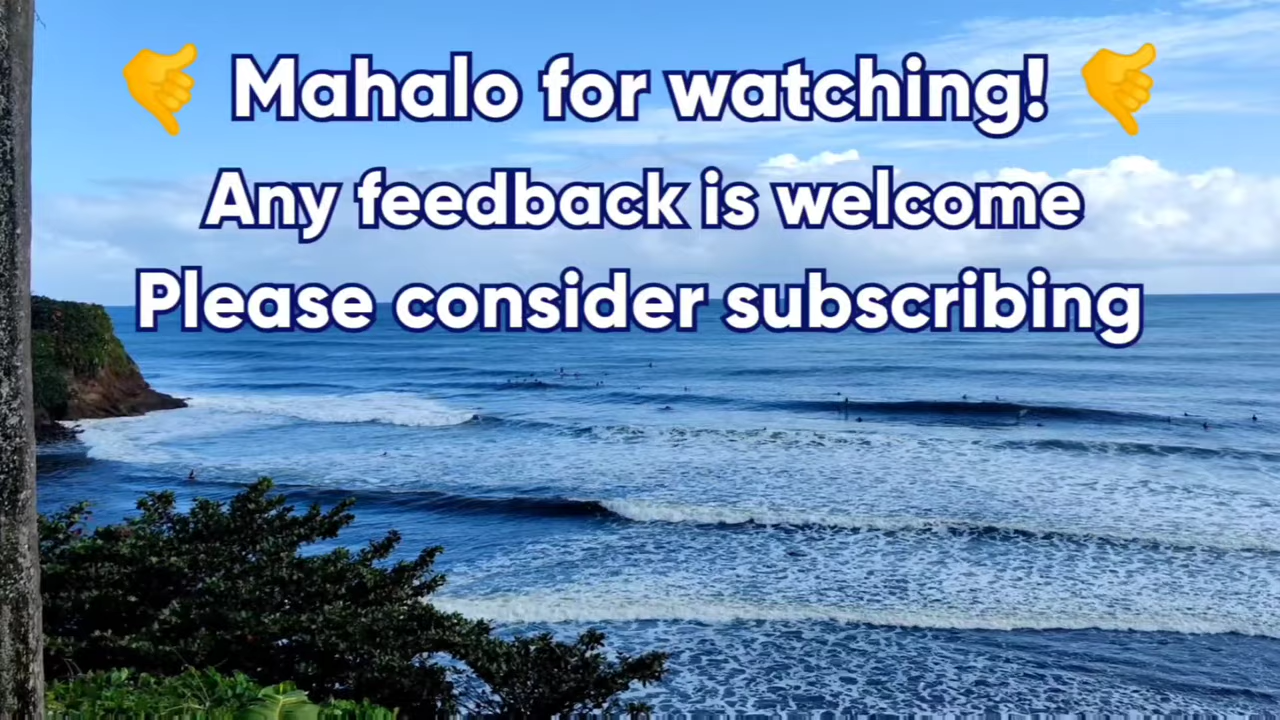 🤙 Mahalo for watching! 🤙
Any feedback is welcome
Please consider subscribing